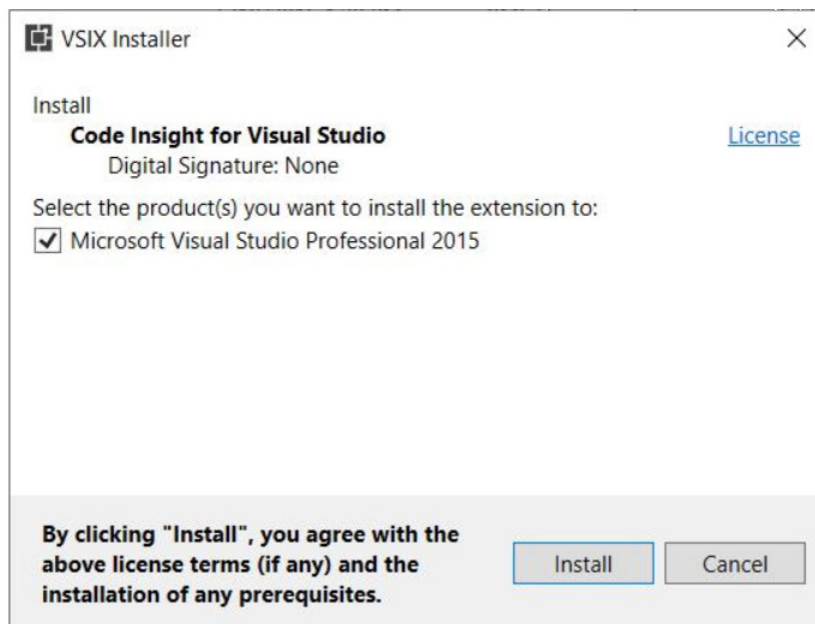 VSIX Installer
Install
Code Insight for Visual Studio
License
Digital Signature: None
Select the product(s) you want to install the extension to:
Microsoft Visual Studio Professional 2015
By clicking "Install", you agree with the
above license terms (if any) and the
installation of any prerequisites.
Install
Cancel